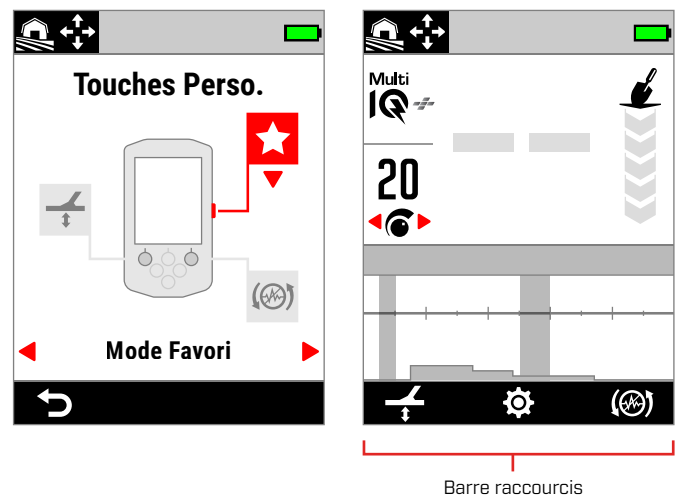 Touches Perso.
Mode Favori
Multi
IQ
20
Barre raccourcis